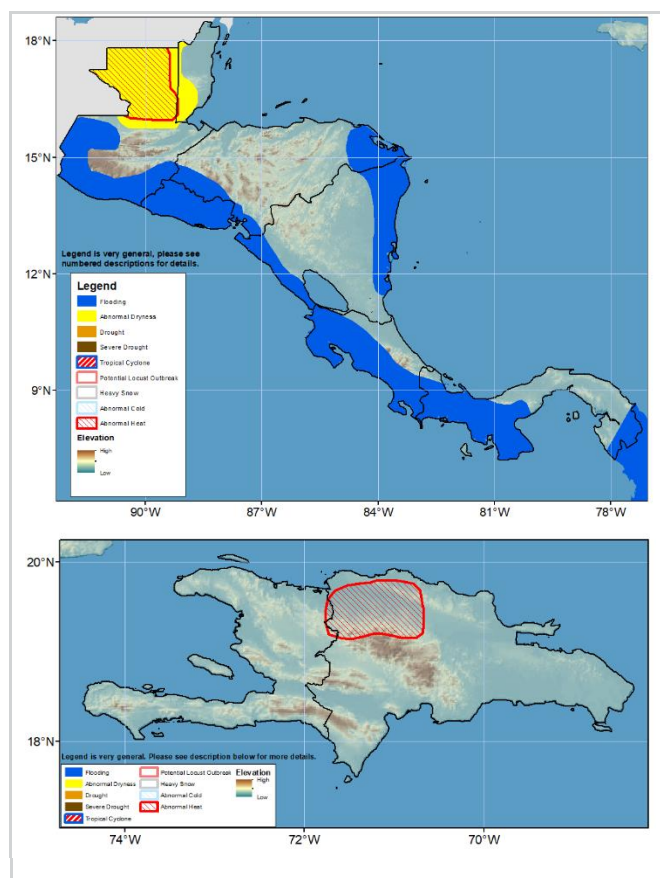 18°N
15°N
12°N
9°N
Legend is very general, please see
numbered descriptions for details.
Legend
Flooding
Abnormal Dryness
Drought
Severe Drought
Tropical Cyclone
Potential Locust Outbreak
Heavy Snow
Abnormal Cold
Abnormal Heat
Elevation
High
Low
90°W 87°W 84°W 81°W 78°W
20°N
18°N
Legend is very general. Please see description below for more details.
Flooding
Abnormal Dryness
Drought
Severe Drought
Tropical Cyclone
Potential Locust Outbreak
Heavy Snow
Abnormal Cold
Abnormal Heat
Elevation
High
Low
74°W 72°W 70°W